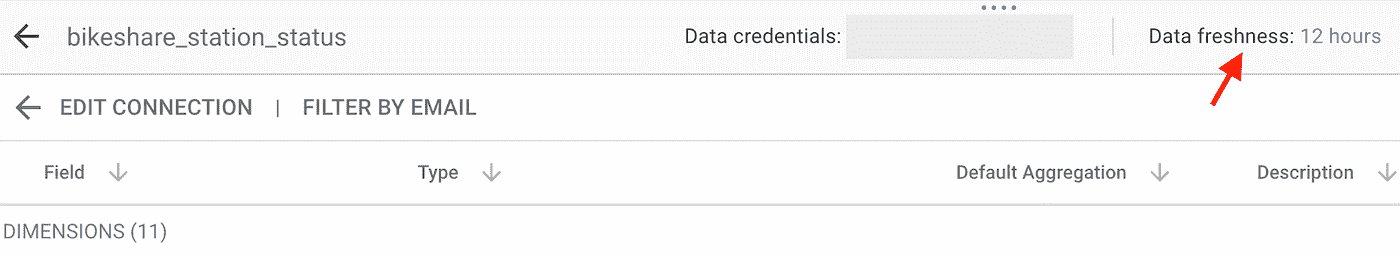 bikeshare_station_status Data credentials: Data freshness: 12 hours
EDIT CONNECTION | FILTER BY EMAIL
Field Type Default Aggregation Description
DIMENSIONS (11)